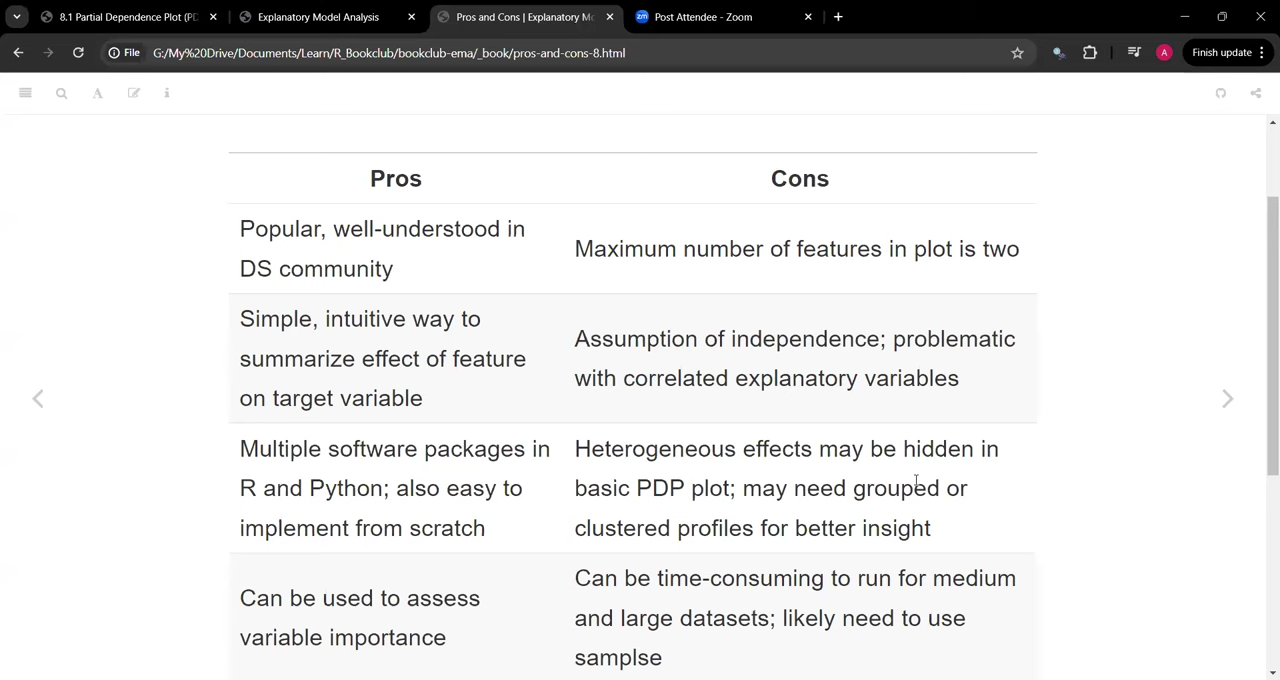 8.1 Partial Dependence Plot (PD
Explanatory Model Analysis
Pros and Cons | Explanatory Mo
zm Post Attendee - Zoom
File G:/My%20Drive/Documents/Learn/R_Bookclub/bookclub-ema/_book/pros-and-cons-8.html
A
Finish update
A
i
Pros
Cons
Popular, well-understood in
DS community
Maximum number of features in plot is two
Simple, intuitive way to
summarize effect of feature
on target variable
Assumption of independence; problematic
with correlated explanatory variables
Multiple software packages in
R and Python; also easy to
implement from scratch
Heterogeneous effects may be hidden in
basic PDP plot; may need grouped or
clustered profiles for better insight
Can be used to assess
variable importance
Can be time-consuming to run for medium
and large datasets; likely need to use
samplse